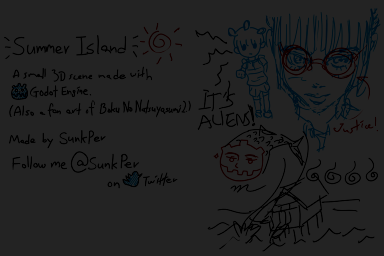 Summer Island
A small 3D scene made with
Godot Engine.
(Also a fan art of Boku No Natsuyasumi 2)
Made by SunkPer
Follow me @SunkPer
on Twitter
IT'S
ALIENS!